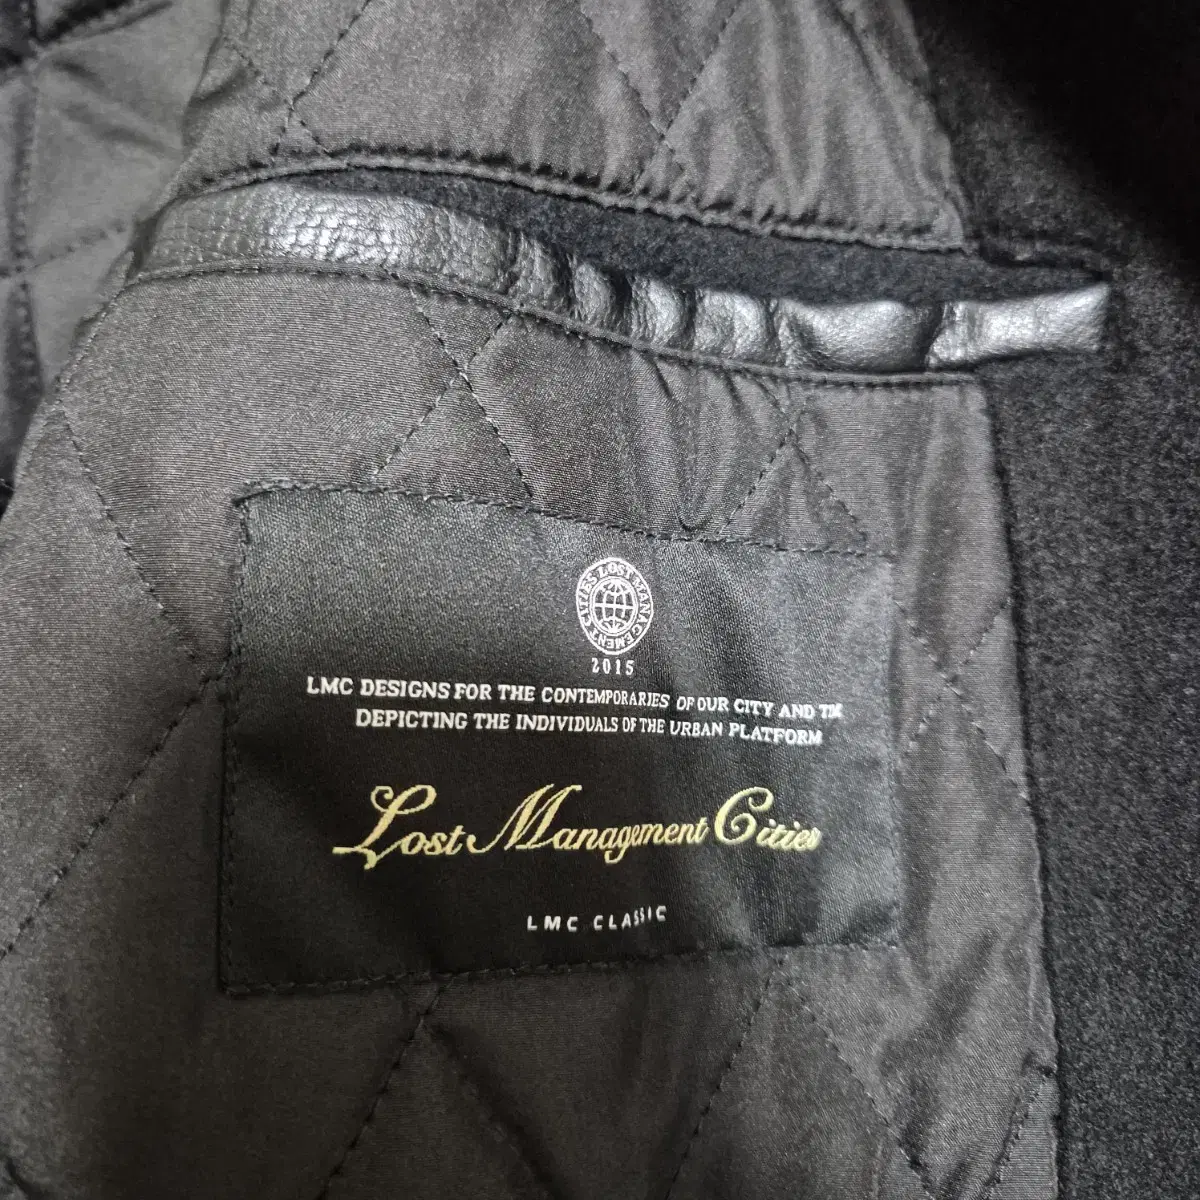 CITIES LOST MANAGEMENT
2015
LMC DESIGNS FOR THE CONTEMPORARIES OF OUR CITY AND TM
DEPICTING THE INDIVIDUALS OF THE URBAN PLATFORM
Lost Management Cities
LMC CLASSIC